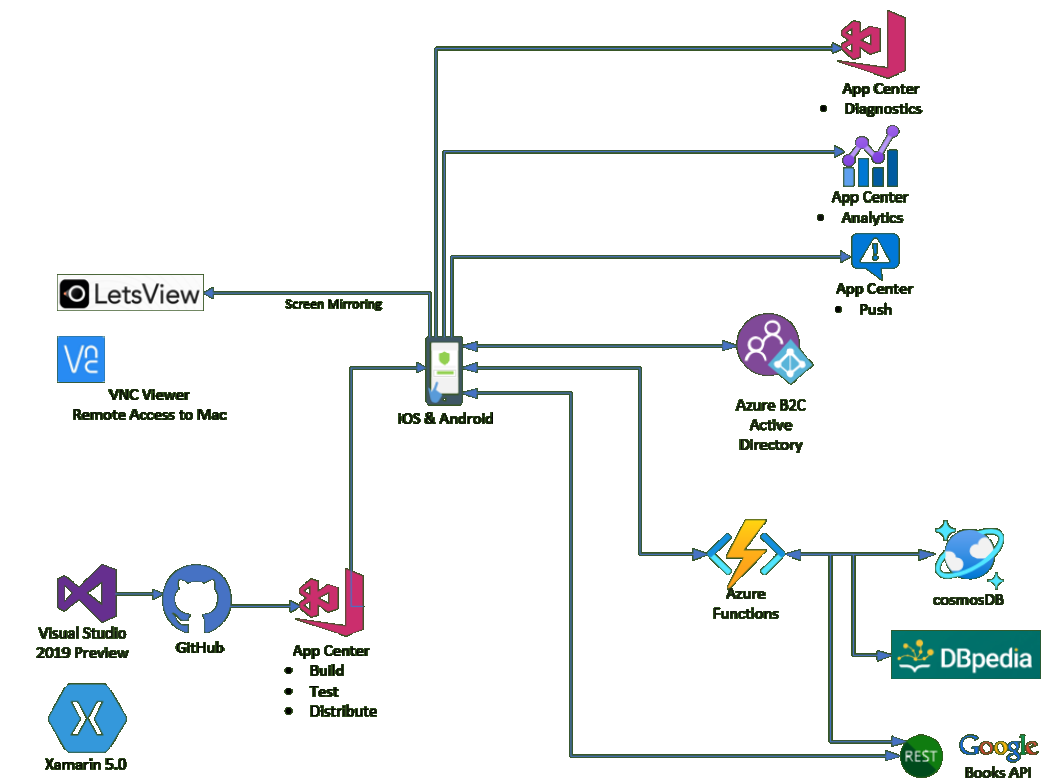 App Center
• Diagnostics
App Center
• Analytics
App Center
• Push
LetsView
Screen Mirroring
VNC Viewer
Remote Access to Mac
iOS & Android
Azure B2C
Active
Directory
Visual Studio
2019 Preview
GitHub
App Center
• Build
• Test
• Distribute
Xamarin 5.0
Azure
Functions
cosmosDB
DBpedia
REST
Google
Books API